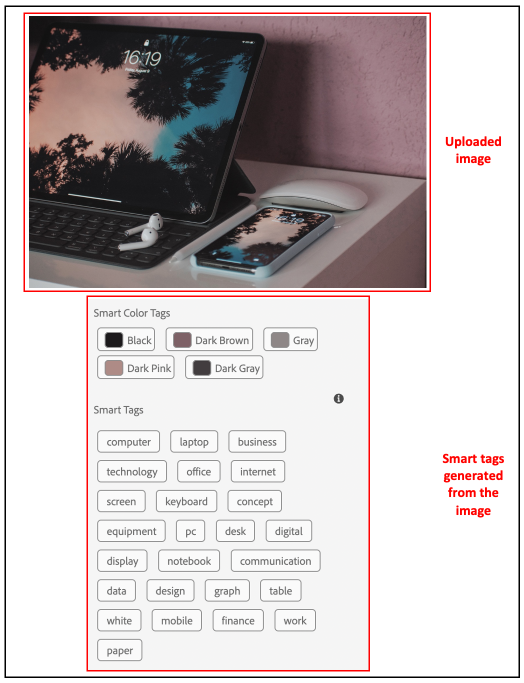 16:19
Uploaded
image
Smart Color Tags
Black Dark Brown Gray
Dark Pink Dark Gray
Smart Tags
computer laptop business
technology office internet
screen keyboard concept
equipment pc desk digital
display notebook communication
data design graph table
white mobile finance work
paper
Smart tags
generated
from the
image